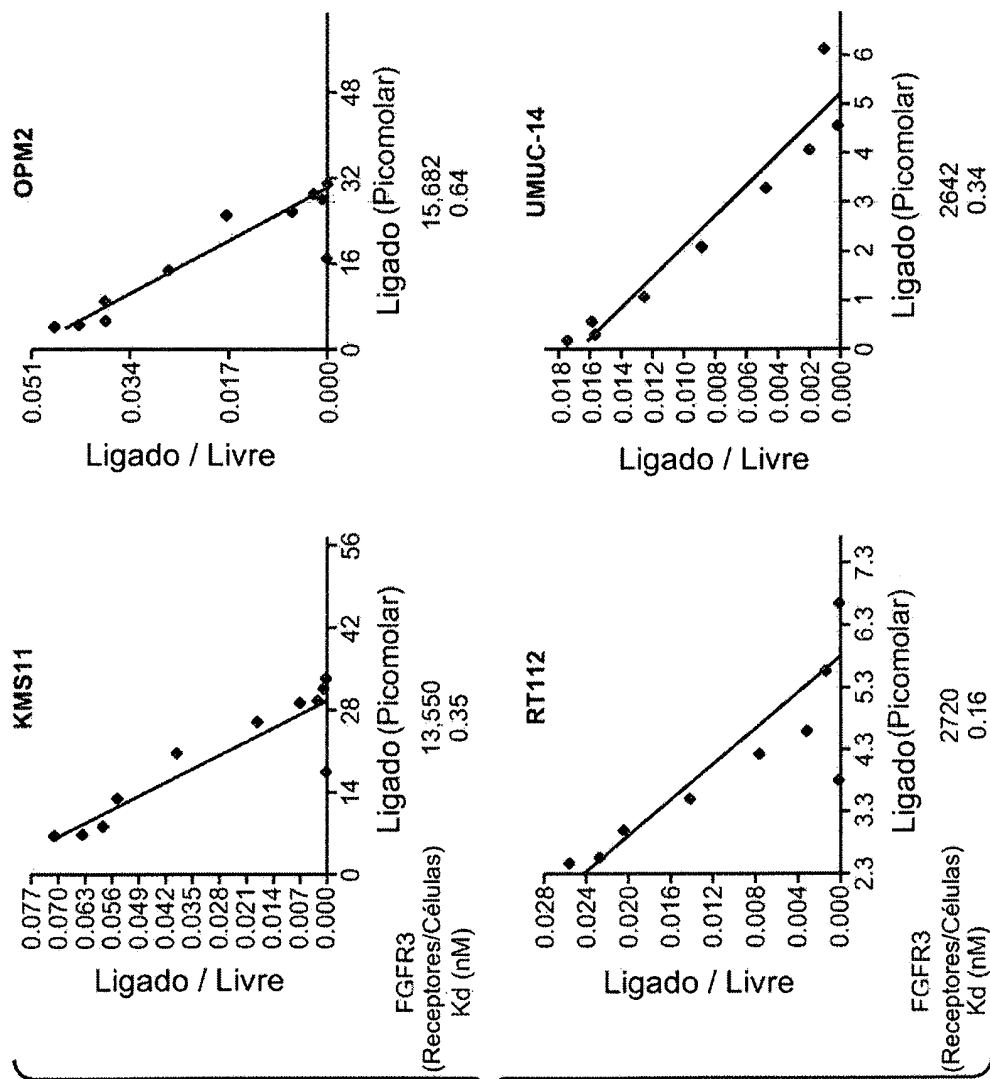 KMS11
Ligado / Livre
0.077
0.070
0.063
0.056
0.049
0.042
0.035
0.028
0.021
0.014
0.007
0.000
0 14 28 42 56
Ligado (Picomolar)
FGFR3
(Receptores/Células) 13,550
Kd (nM) 0.35
OPM2
Ligado / Livre
0.051
0.034
0.017
0.000
0 16 32 48
Ligado (Picomolar)
15,682
0.64
RT112
Ligado / Livre
0.028
0.024
0.020
0.016
0.012
0.008
0.004
0.000
2.3 3.3 4.3 5.3 6.3 7.3
Ligado (Picomolar)
FGFR3
(Receptores/Células) 2720
Kd (nM) 0.16
UMUC-14
Ligado / Livre
0.018
0.016
0.014
0.012
0.010
0.008
0.006
0.004
0.002
0.000
0 1 2 3 4 5 6
Ligado (Picomolar)
2642
0.34